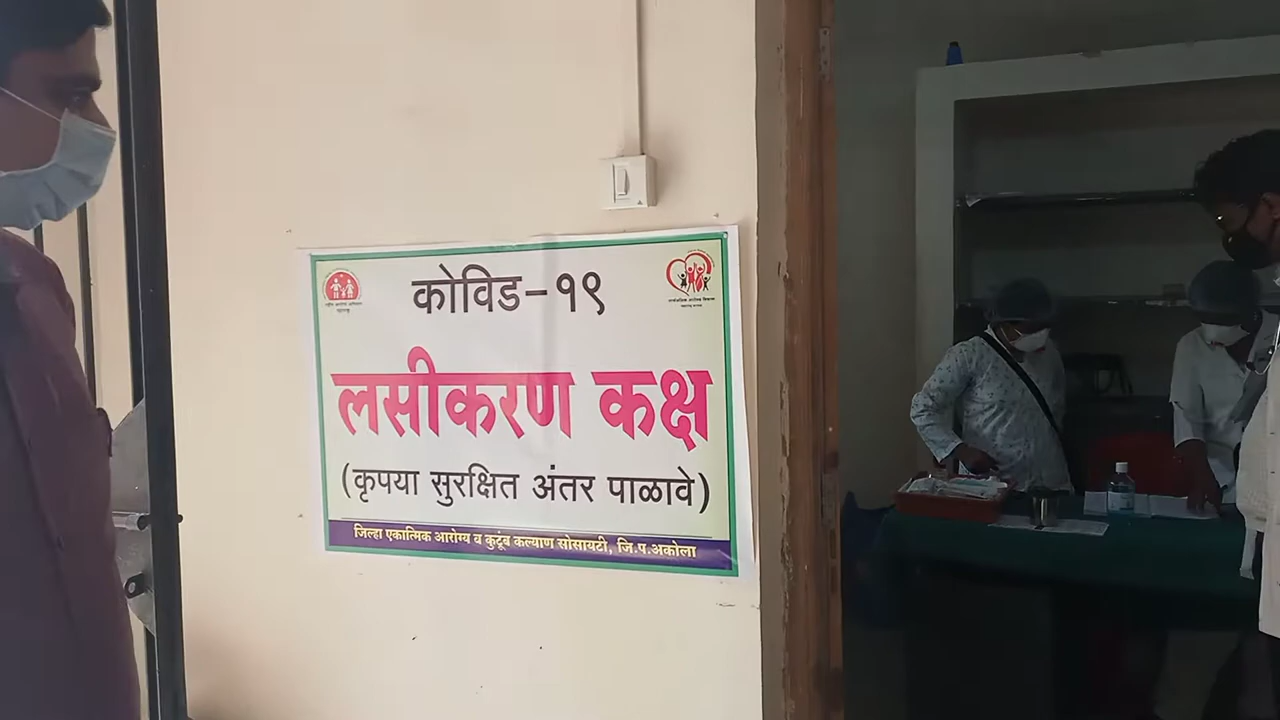 कोविड-१९
लसीकरण कक्ष
(कृपया सुरक्षित अंतर पाळावे)
जिल्हा एकात्मिक आरोग्य व कुटूंब कल्याण सोसायटी, जि.प.अकोला